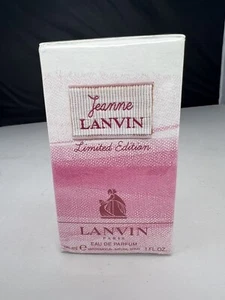 Jeanne
LANVIN
Limited Edition
LANVIN
PARIS
EAU DE PARFUM
1 FL.OZ.